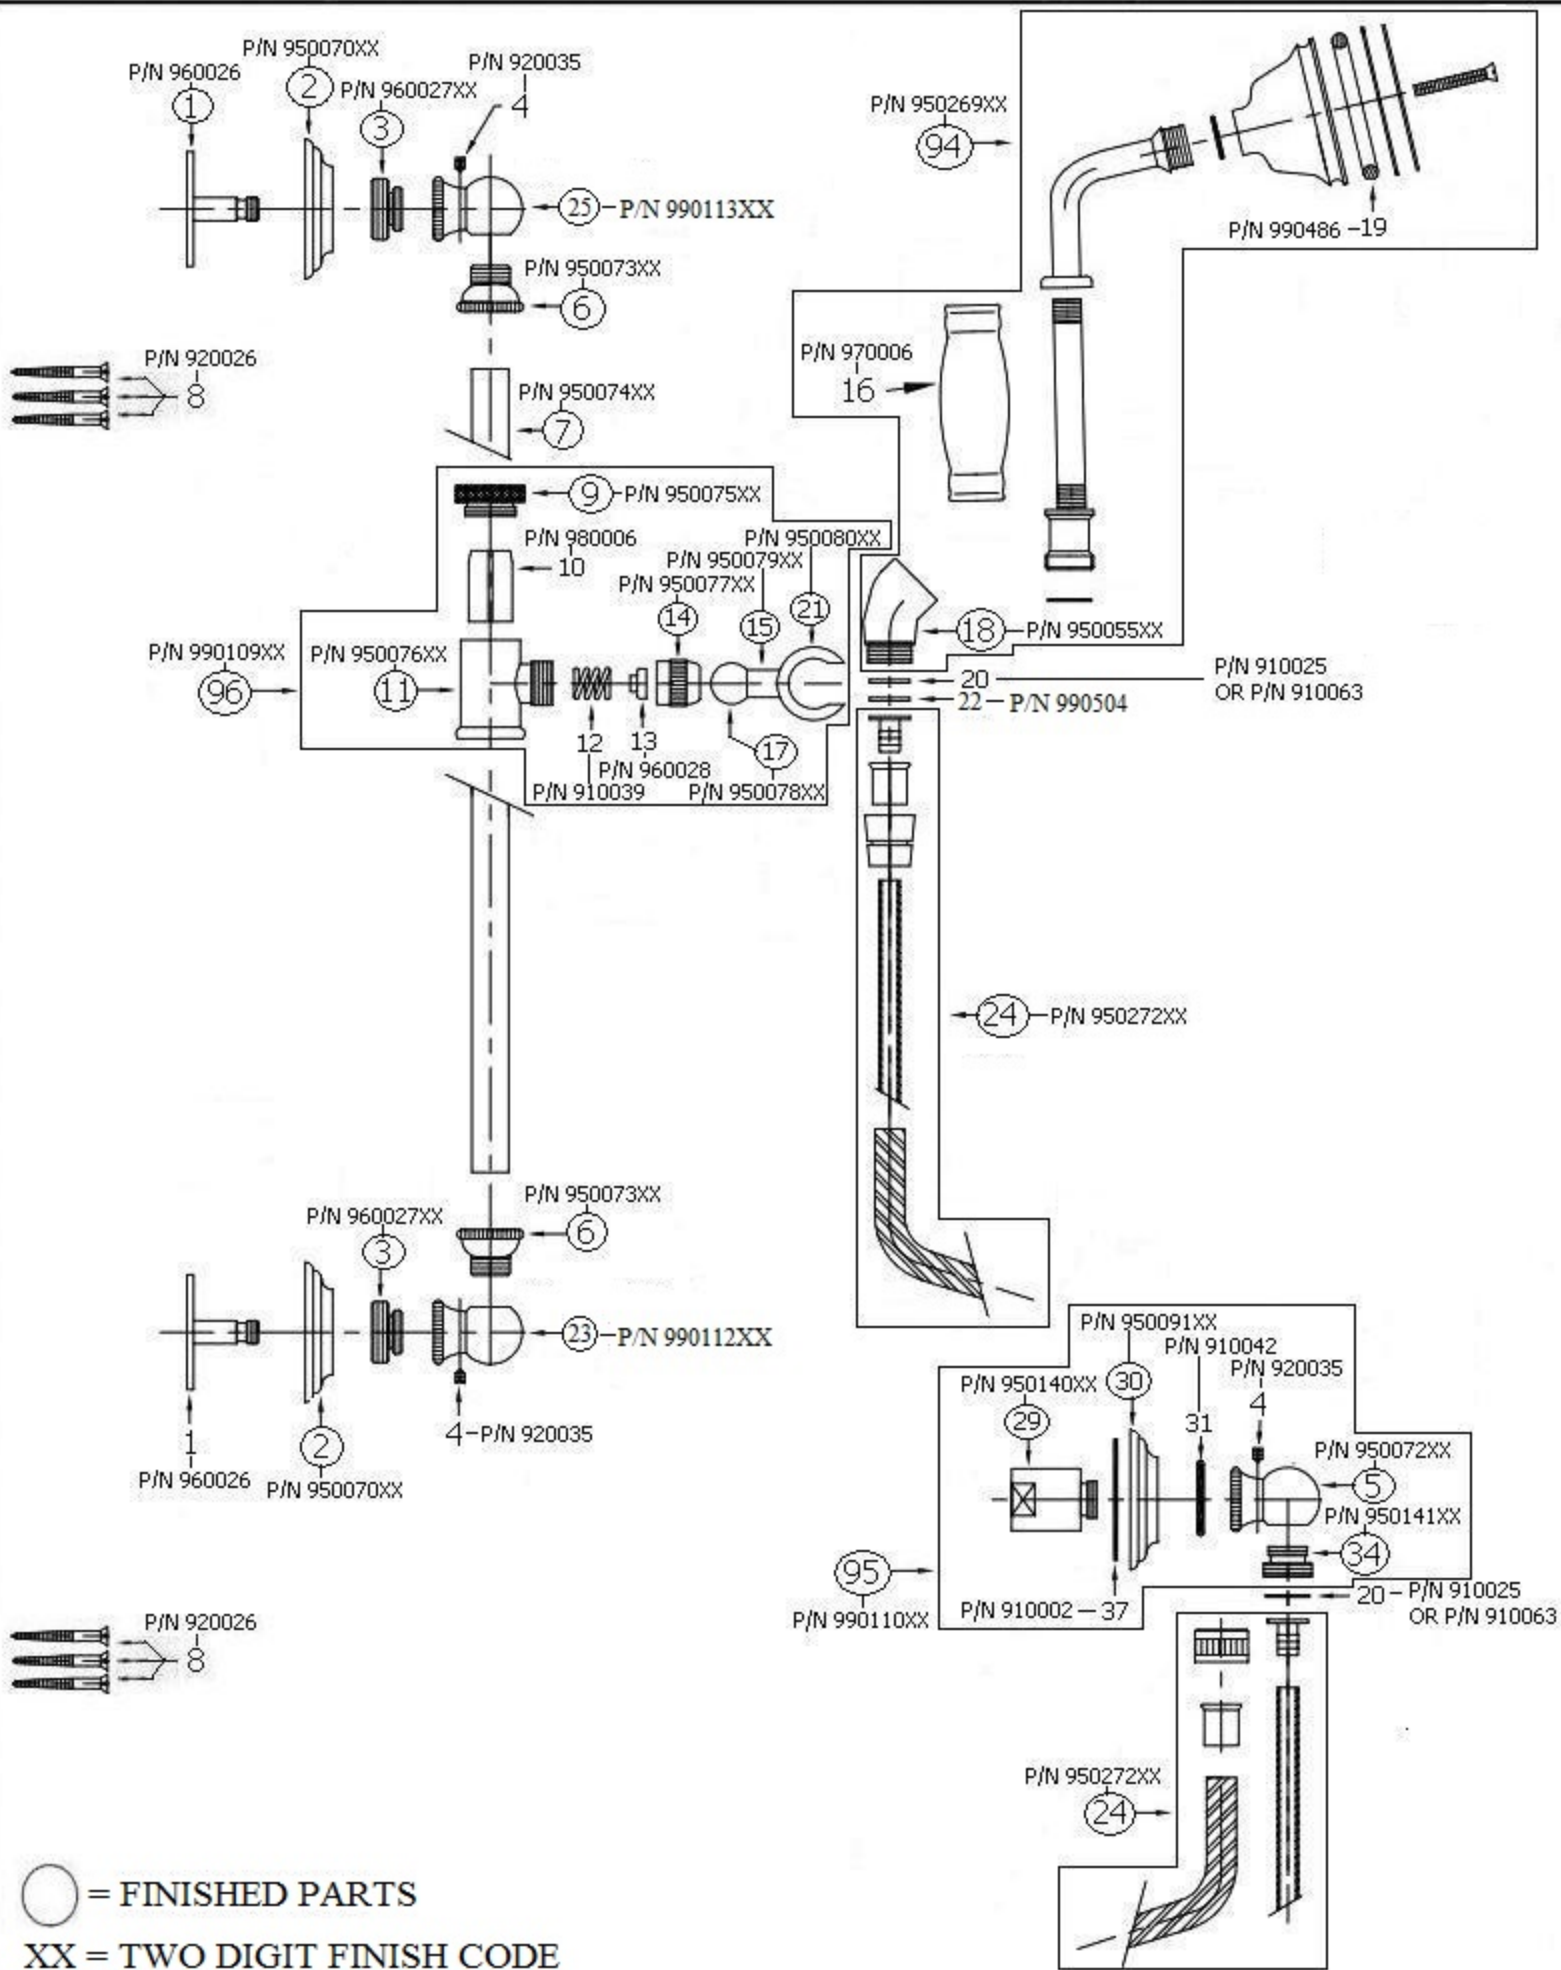 P/N 960026
1
P/N 950070XX
2
P/N 960027XX
3
P/N 920035
4
25 P/N 990113XX
P/N 950073XX
6
P/N 920026
8
P/N 950074XX
7
P/N 950269XX
94
P/N 990486 -19
P/N 970006
16
9 P/N 950075XX
P/N 980006
10
P/N 950080XX
21
P/N 950079XX
15
P/N 950077XX
14
P/N 990109XX
96
P/N 950076XX
11
12
P/N 910039
13
P/N 960028
17
P/N 950078XX
18 P/N 950055XX
20
P/N 910025
OR P/N 910063
22 – P/N 990504
24 P/N 950272XX
P/N 950073XX
6
P/N 960027XX
3
23 P/N 990112XX
1
P/N 960026
2
P/N 950070XX
4-P/N 920035
P/N 950091XX
30
P/N 910042
31
P/N 920035
4
P/N 950140XX
29
P/N 950072XX
5
P/N 950141XX
34
95
P/N 990110XX
P/N 910002 – 37
20 – P/N 910025
OR P/N 910063
P/N 920026
8
P/N 950272XX
24
= FINISHED PARTS
XX = TWO DIGIT FINISH CODE